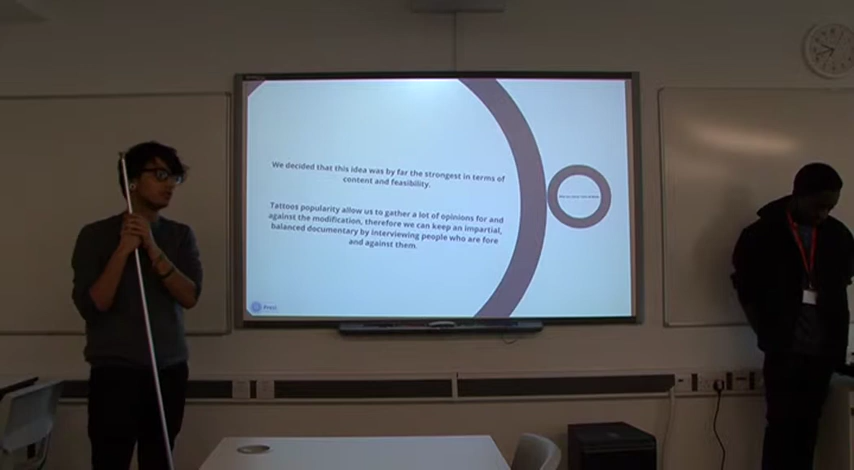 We decided that this idea was by far the strongest in terms of
content and feasibility.
Tattoos popularity allow us to gather a lot of opinions for and
against the modification, therefore we can keep an impartial,
balanced documentary by interviewing people who are fore
and against them.
Prezi